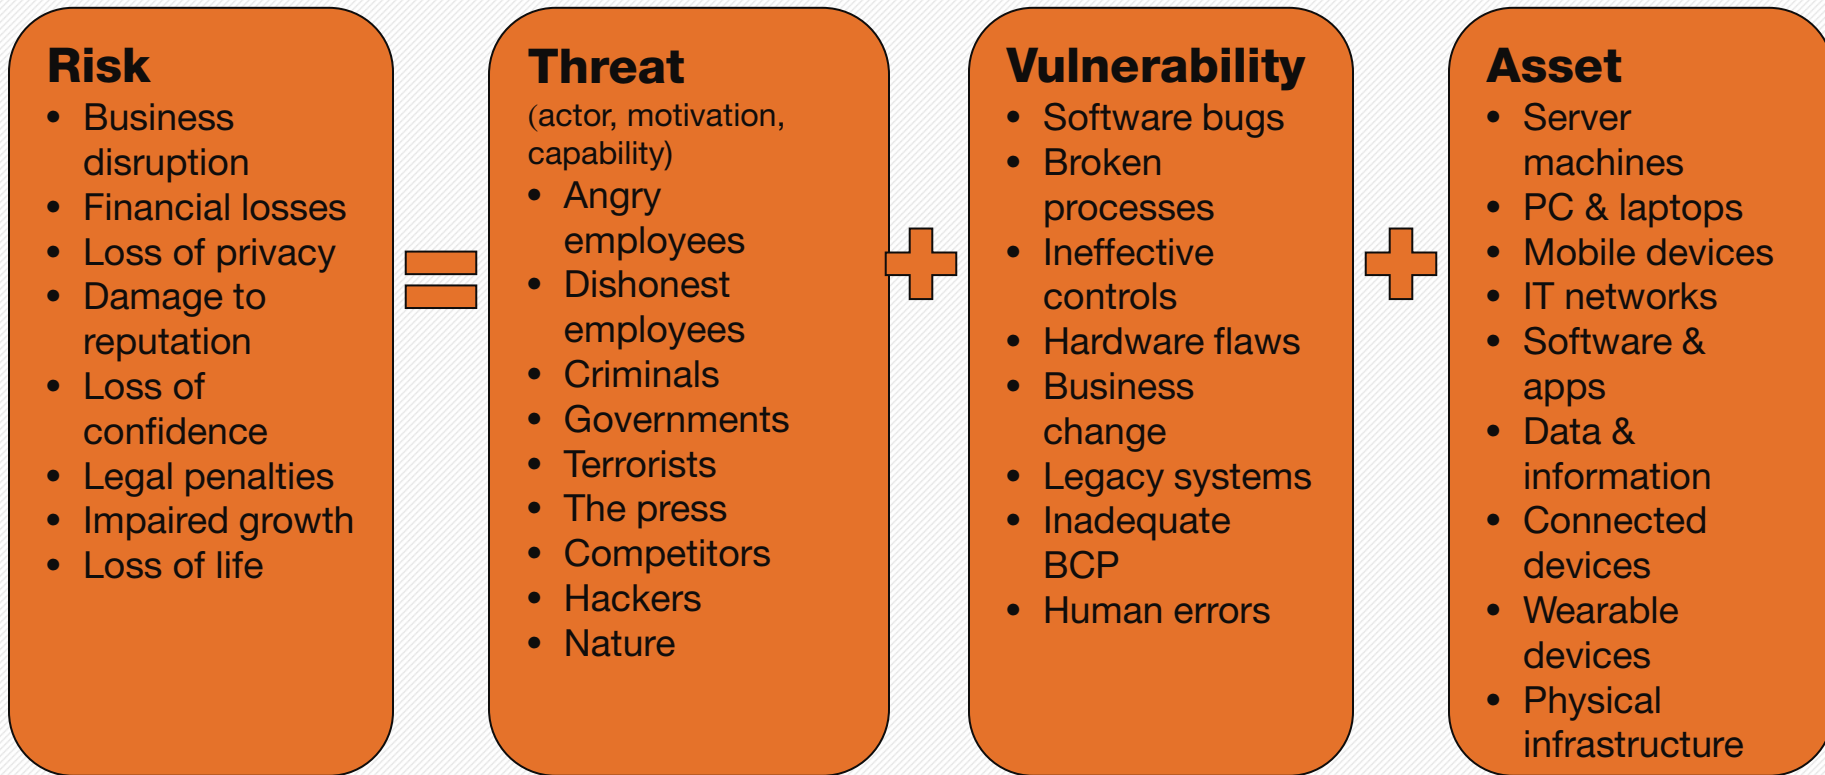 Risk
• Business
disruption
• Financial losses
• Loss of privacy
• Damage to
reputation
• Loss of
confidence
• Legal penalties
• Impaired growth
• Loss of life
Threat
(actor, motivation,
capability)
• Angry
employees
• Dishonest
employees
• Criminals
• Governments
• Terrorists
• The press
• Competitors
• Hackers
• Nature
Vulnerability
• Software bugs
• Broken
processes
• Ineffective
controls
• Hardware flaws
• Business
change
• Legacy systems
• Inadequate
BCP
• Human errors
Asset
• Server
machines
• PC & laptops
• Mobile devices
• IT networks
• Software &
apps
• Data &
information
• Connected
devices
• Wearable
devices
• Physical
infrastructure